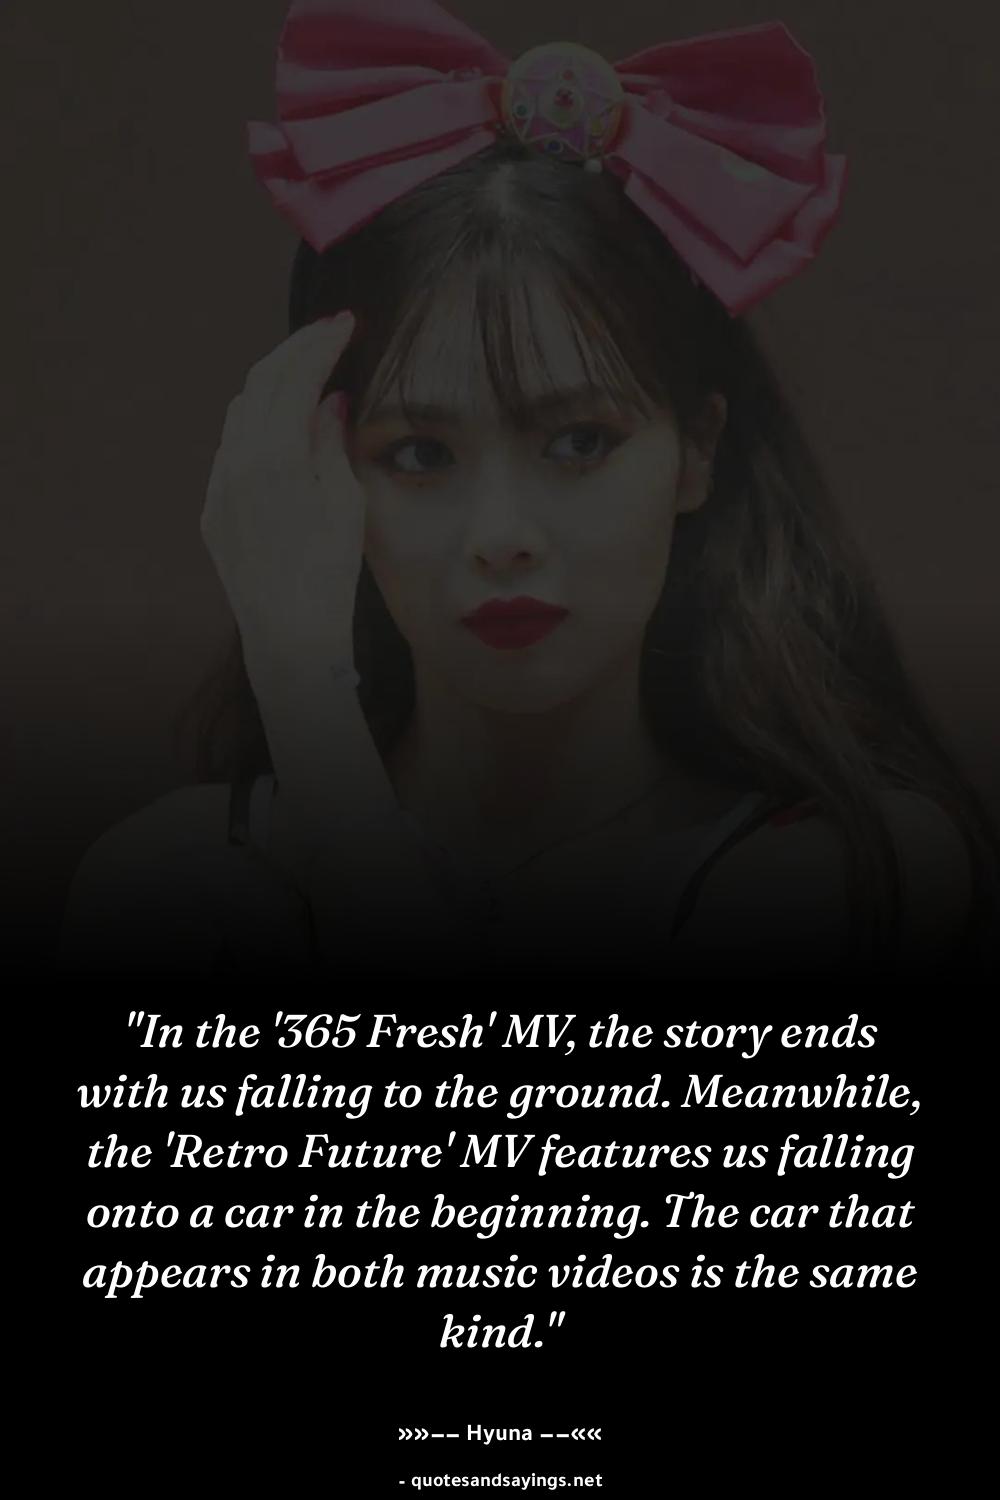 "In the '365 Fresh' MV, the story ends
with us falling to the ground. Meanwhile,
the 'Retro Future' MV features us falling
onto a car in the beginning. The car that
appears in both music videos is the same
kind."
»»−− Hyuna −−««
- quotesandsayings.net